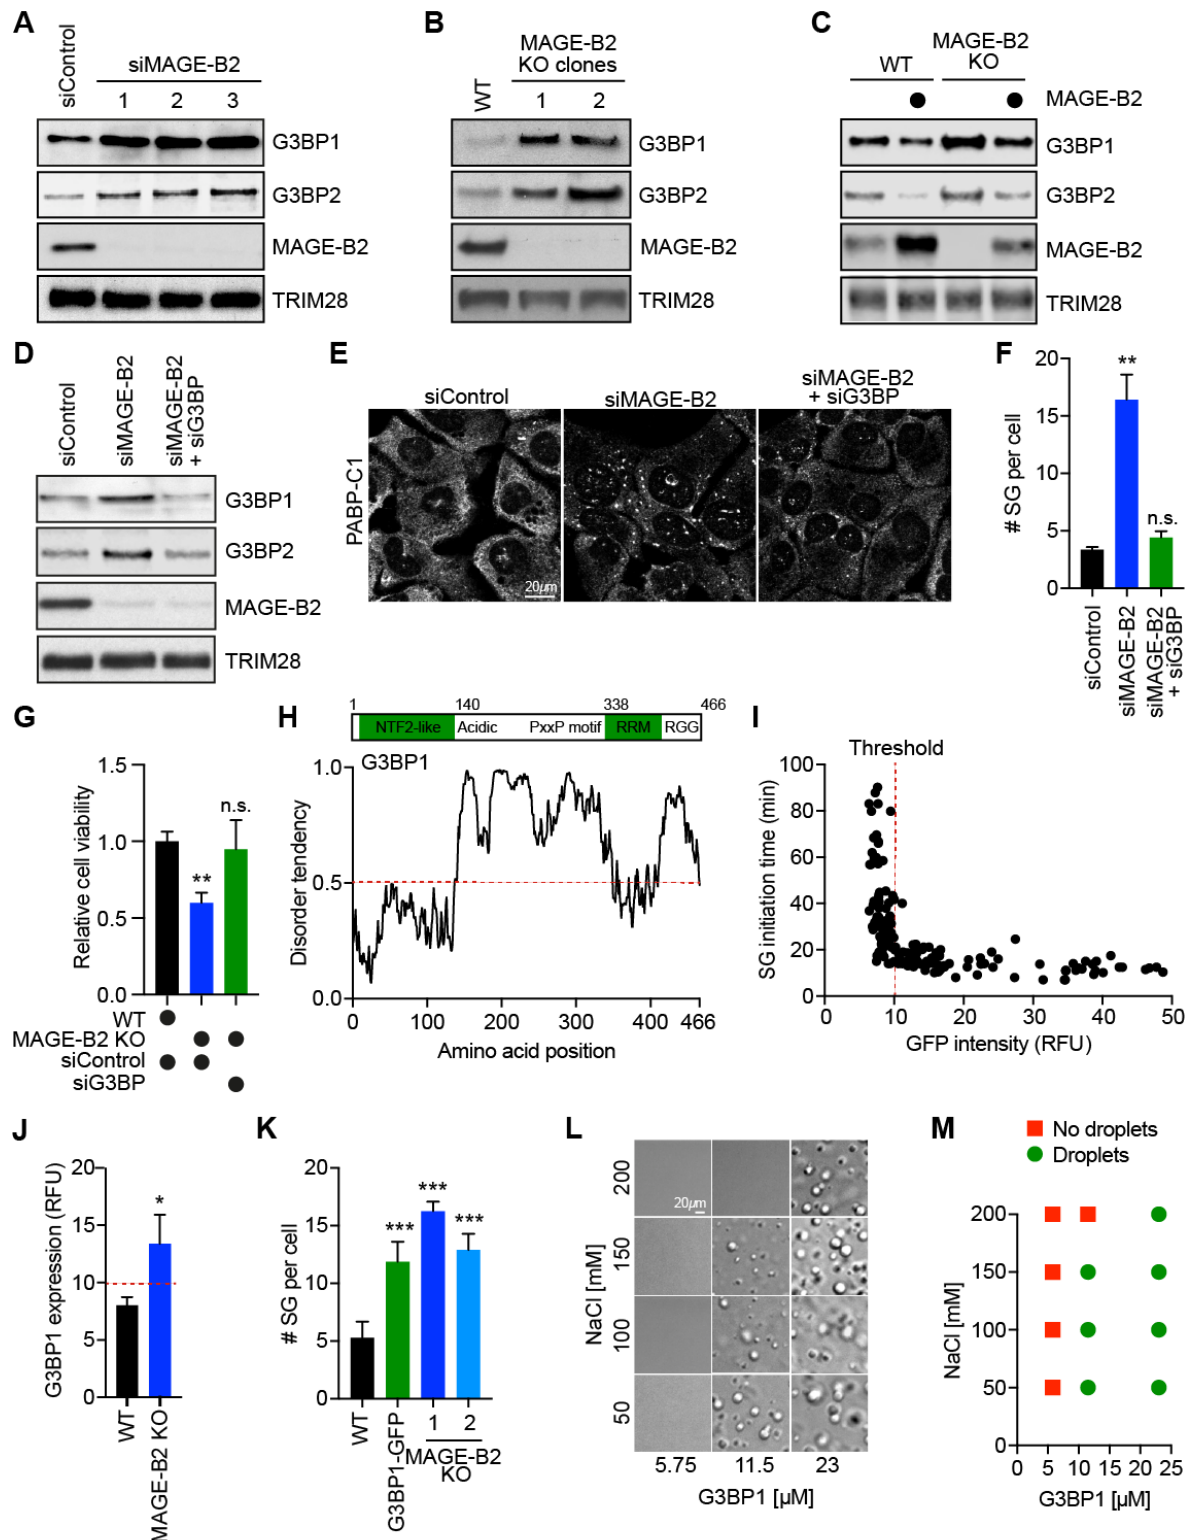 A
siControl
siMAGE-B2
1 2 3
G3BP1
G3BP2
MAGE-B2
TRIM28
B
WT
MAGE-B2
KO clones
1 2
G3BP1
G3BP2
MAGE-B2
TRIM28
C
MAGE-B2
KO
WT
MAGE-B2
G3BP1
G3BP2
MAGE-B2
TRIM28
D
siControl
siMAGE-B2
siMAGE-B2
+ siG3BP
G3BP1
G3BP2
MAGE-B2
TRIM28
E
siControl
siMAGE-B2
siMAGE-B2
+ siG3BP
PABP-C1
20µm
F
# SG per cell
20
15
10
5
0
**
n.s.
siControl
siMAGE-B2
siMAGE-B2
+ siG3BP
G
Relative cell viability
1.5
1.0
0.5
0.0
**
n.s.
WT
MAGE-B2 KO
siControl
siG3BP
H
1 140 338 466
NTF2-like Acidic PxxP motif RRM RGG
G3BP1
Disorder tendency
1.0
0.5
0.0
0 100 200 300 400 466
Amino acid position
I
Threshold
SG initiation time (min)
100
80
60
40
20
0
0 10 20 30 40 50
GFP intensity (RFU)
J
G3BP1 expression (RFU)
20
15
10
5
0
*
WT
MAGE-B2 KO
K
# SG per cell
20
15
10
5
0
***
***
***
WT
G3BP1-GFP
1 2
MAGE-B2
KO
L
NaCl [mM]
200
150
100
50
20µm
5.75 11.5 23
G3BP1 [µM]
M
No droplets
Droplets
NaCl [mM]
200
150
100
50
0
0 5 10 15 20 25
G3BP1 [µM]